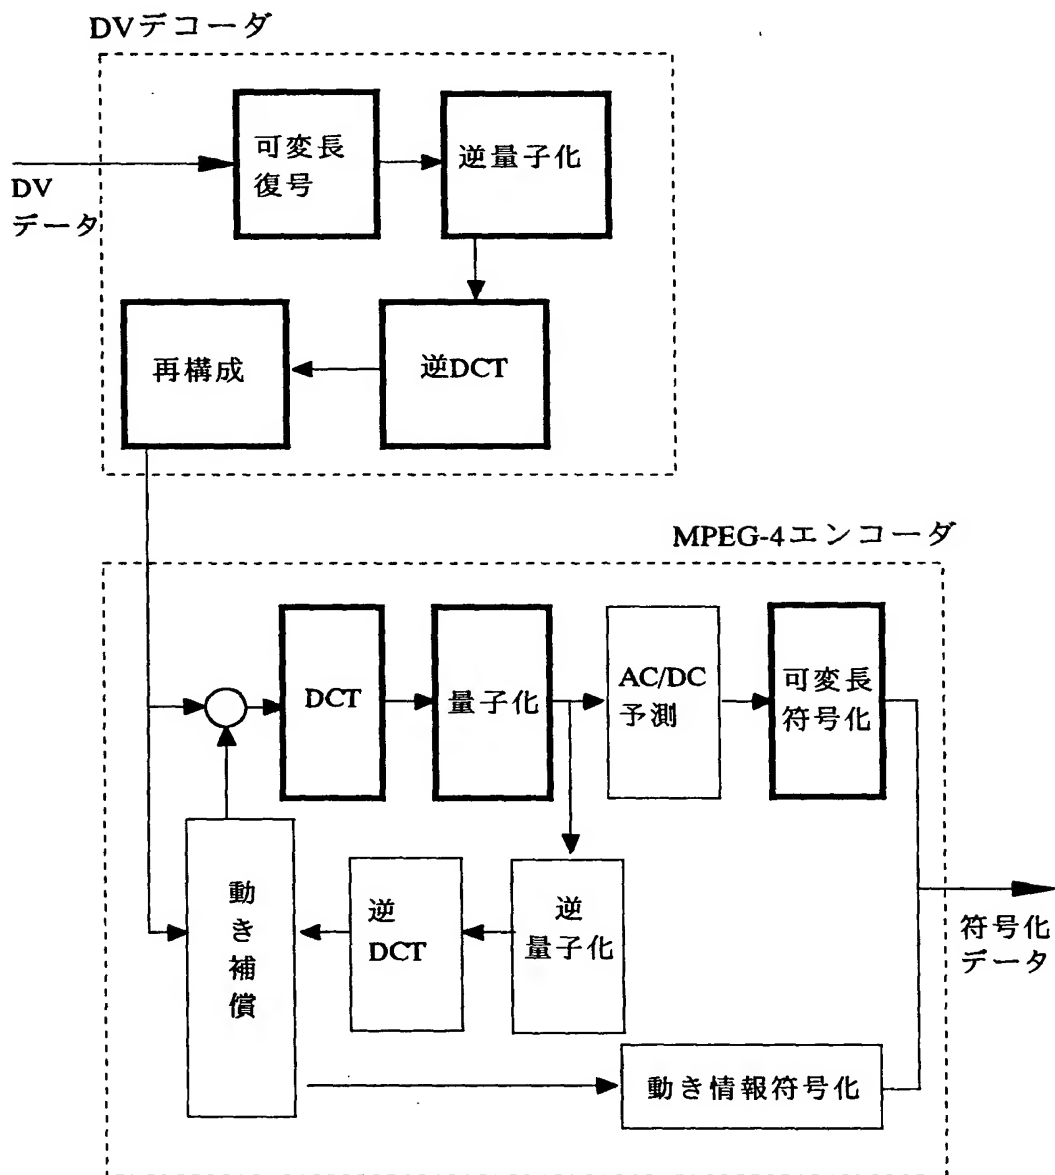 DVデコーダ
可変長
復号
逆量子化
DV
データ
再構成
逆DCT
MPEG-4エンコーダ
DCT
量子化
AC/DC
予測
可変長
符号化
動
き
補
償
逆
DCT
逆
量子化
符号化
データ
動き情報符号化